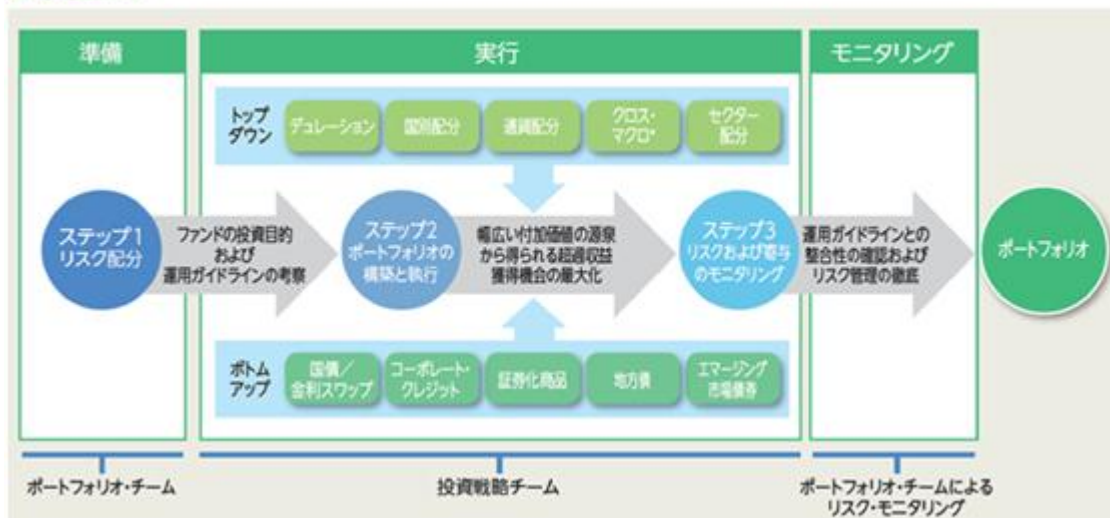 準備
実行
モニタリング
トップ
ダウン
デュレーション
国別配分
通貨配分
クロス・
マクロ*
セクター
配分
ステップ1
リスク配分
ファンドの投資目的
および
運用ガイドラインの考察
ステップ2
ポートフォリオの
構築と執行
幅広い付加価値の源泉
から得られる超過収益
獲得機会の最大化
ステップ3
リスクおよび寄与
のモニタリング
運用ガイドラインとの
整合性の確認および
リスク管理の徹底
ポートフォリオ
ボトム
アップ
国債/
金利スワップ
コーポレート・
クレジット
証券化商品
地方債
エマージング
市場債券
ポートフォリオ・チーム
投資戦略チーム
ポートフォリオ・チームによる
リスク・モニタリング